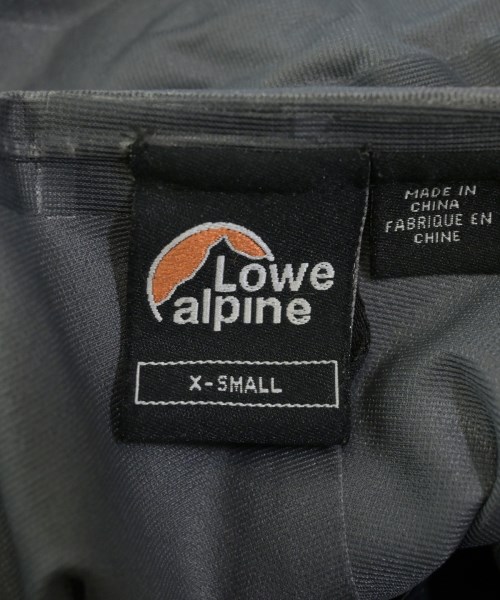 Lowe
alpine
X-SMALL
MADE IN
CHINA
FABRIQUE EN
CHINE